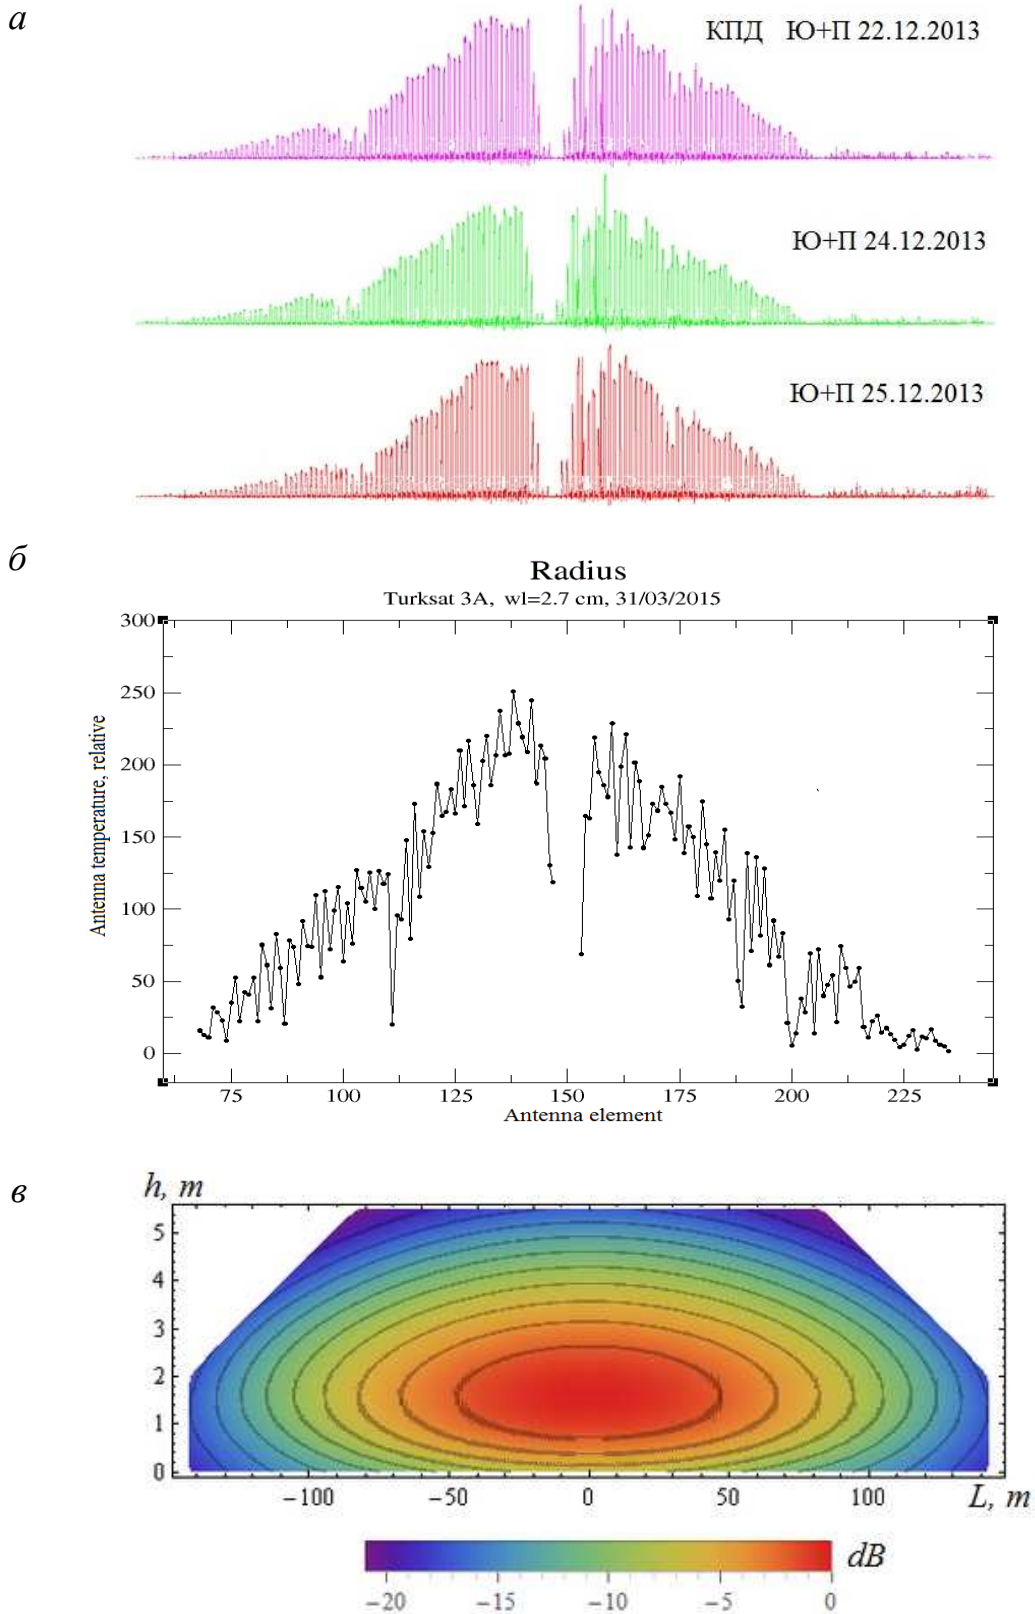 а
КПД Ю+П 22.12.2013
Ю+П 24.12.2013
Ю+П 25.12.2013
б
Radius
Turksat 3A, wl=2.7 cm, 31/03/2015
300
250
200
150
100
50
0
Antenna temperature, relative
75 100 125 150 175 200 225
Antenna element
в
h, m
5
4
3
2
1
0
−100 −50 0 50 100 L, m
dB
−20 −15 −10 −5 0